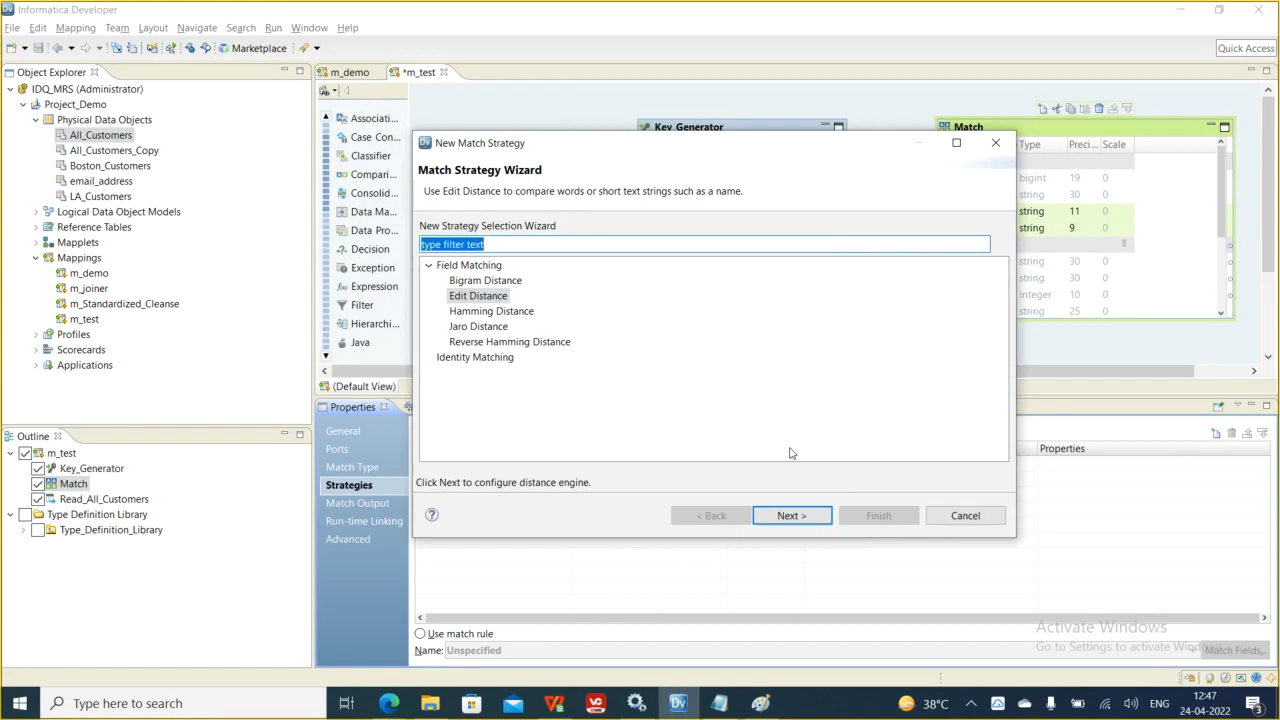 Informatica Developer
File Edit Mapping Team Layout Navigate Search Run Window Help
Marketplace
Quick Access
Object Explorer
IDQ_MRS (Administrator)
Project_Demo
Physical Data Objects
All_Customers
All_Customers_Copy
Boston_Customers
email_address
LA_Customers
Logical Data Object Models
Reference Tables
Mapplets
Mappings
m_demo
m_joiner
m_Standardized_Cleanse
m_test
Profiles
Scorecards
Applications
Outline
m_test
Key_Generator
Match
Read_All_Customers
Type Definition Library
Type_Definition_Library
m_demo
*m_test
Associati...
Case Con...
Classifier
Compari...
Consolid...
Data Ma...
Data Pro...
Decision
Exception
Expression
Filter
Hierarchi...
Java
(Default View)
Key_Generator
Match
Type Preci... Scale
bigint 19 0
string 30 0
string 11 0
string 9 0
string 30 0
string 30 0
integer 10 0
string 25 0
New Match Strategy
Match Strategy Wizard
Use Edit Distance to compare words or short text strings such as a name.
New Strategy Selection Wizard
type filter text
Field Matching
Bigram Distance
Edit Distance
Hamming Distance
Jaro Distance
Reverse Hamming Distance
Identity Matching
Click Next to configure distance engine.
< Back Next > Finish Cancel
Properties
General
Ports
Match Type
Strategies
Match Output
Run-time Linking
Advanced
Properties
Use match rule
Name: Unspecified
Match Fields...
Activate Windows
Go to Settings to activate Wind
Type here to search
38°C
ENG
12:47
24-04-2022
3